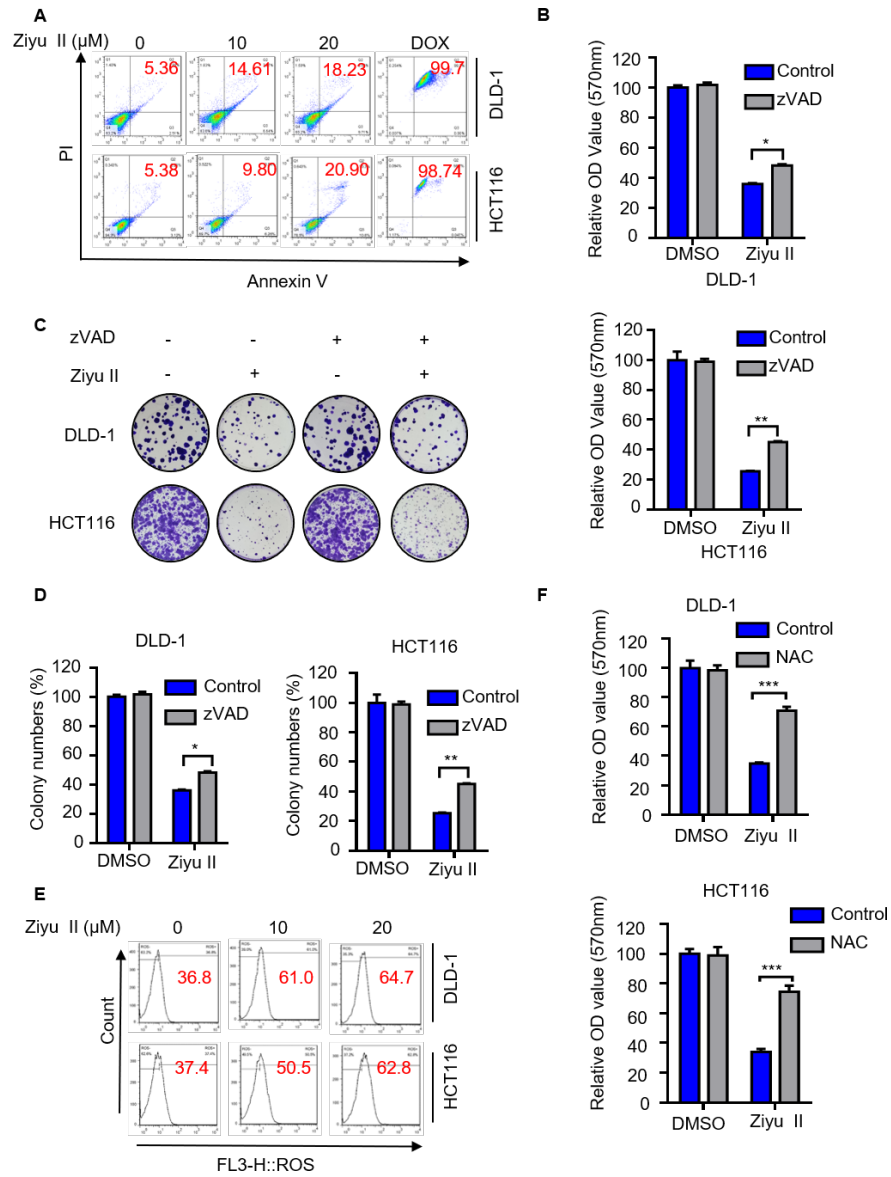 A
Ziyu II (µM)
0
10
20
DOX
5.36
14.61
18.23
99.7
DLD-1
5.38
9.80
20.90
98.74
HCT116
PI
Annexin V
B
Relative OD Value (570nm)
120
100
80
60
40
20
0
Control
zVAD
*
DMSO
Ziyu II
DLD-1
Relative OD Value (570nm)
120
100
80
60
40
20
0
Control
zVAD
**
DMSO
Ziyu II
HCT116
C
zVAD - - + +
Ziyu II - + - +
DLD-1
HCT116
D
DLD-1
Colony numbers (%)
120
100
80
60
40
20
0
Control
zVAD
*
DMSO
Ziyu II
HCT116
Colony numbers (%)
120
100
80
60
40
20
0
Control
zVAD
**
DMSO
Ziyu II
E
Ziyu II (µM)
0
10
20
36.8
61.0
64.7
DLD-1
37.4
50.5
62.8
HCT116
Count
FL3-H::ROS
F
DLD-1
Relative OD value (570nm)
120
100
80
60
40
20
0
Control
NAC
***
DMSO
Ziyu II
HCT116
Relative OD value (570nm)
120
100
80
60
40
20
0
Control
NAC
***
DMSO
Ziyu II